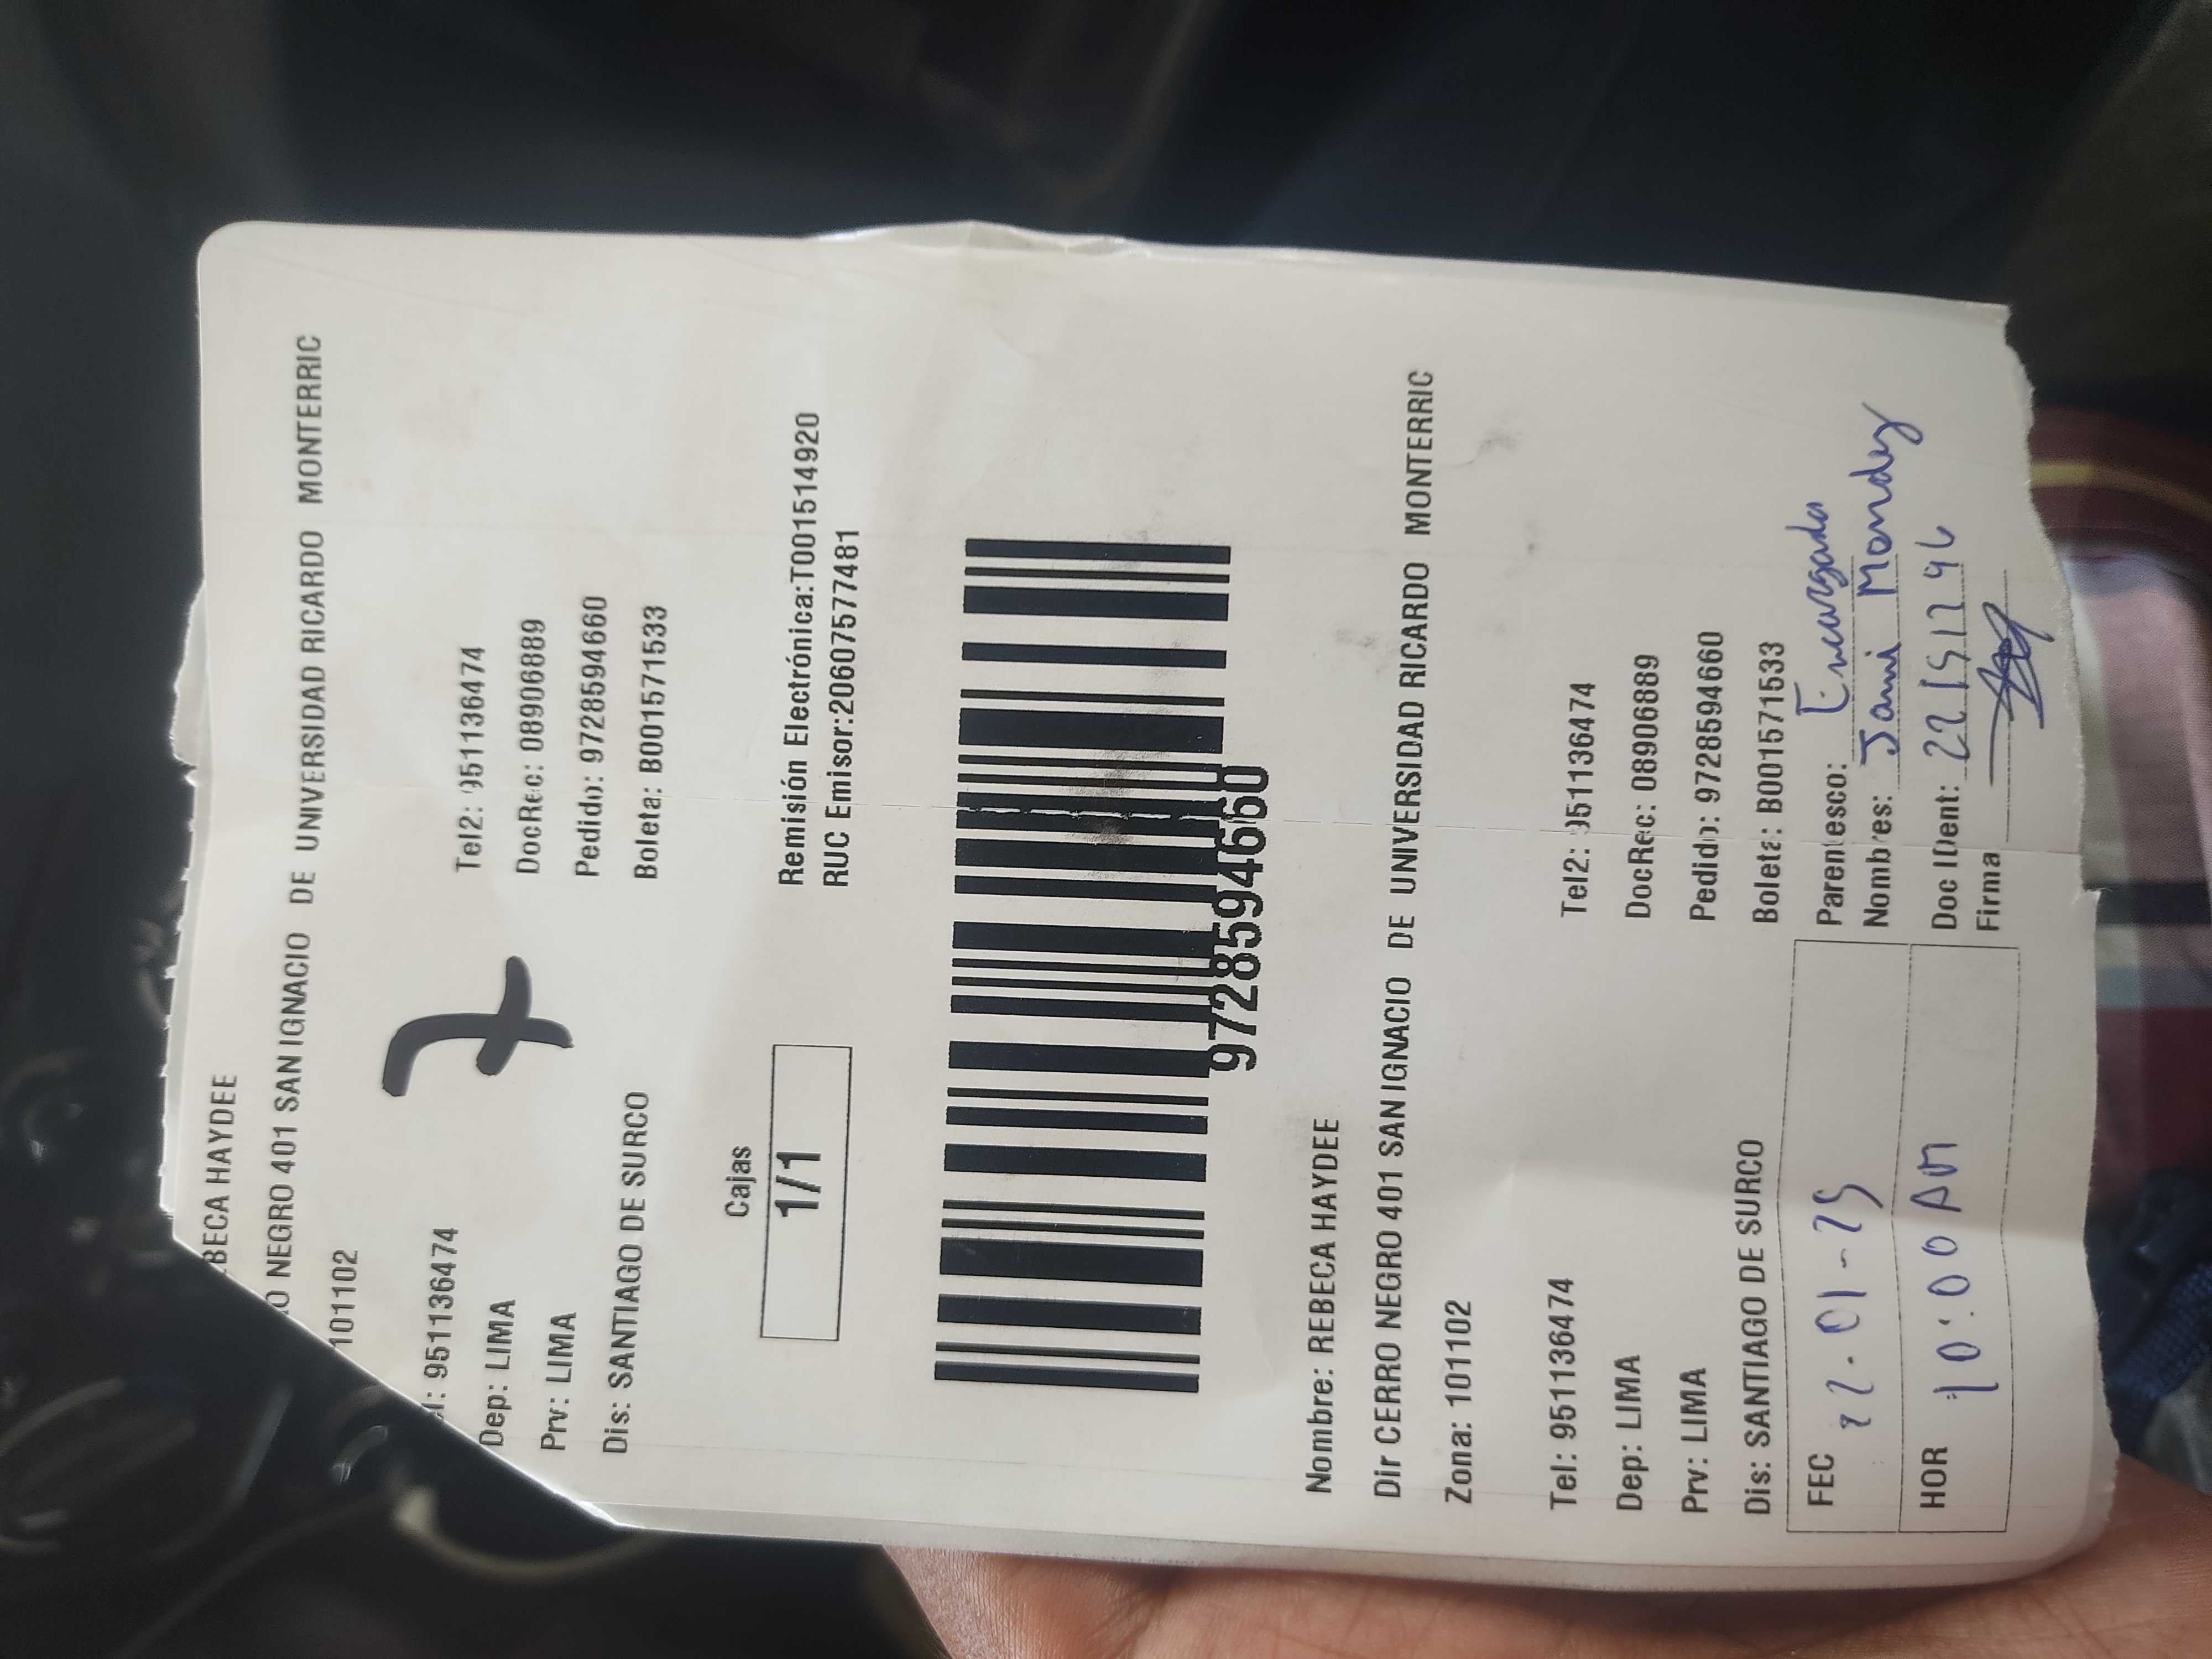 BECA HAYDEE
O NEGRO 401 SAN IGNACIO DE UNIVERSIDAD RICARDO MONTERRIC
101102
7
l: 951136474 Tel2: 951136474
Dep: LIMA DocRec: 08906889
Prv: LIMA Pedido: 9728594660
Dis: SANTIAGO DE SURCO Boleta: B001571533
Cajas
1/1
Remisión Electrónica:T001514920
RUC Emisor:20607577481
9728594660
Nombre: REBECA HAYDEE
Dir CERRO NEGRO 401 SAN IGNACIO DE UNIVERSIDAD RICARDO MONTERRIC
Zona: 101102
Tel: 951136474 Tel2: 951136474
Dep: LIMA DocRec: 08906889
Prv: LIMA Pedido: 9728594660
Dis: SANTIAGO DE SURCO Boleta: B001571533
FEC 22-01-25 Parentesco: Encargado
Nombres: Jani
HOR 10:00 AM Doc IDent:
Firma